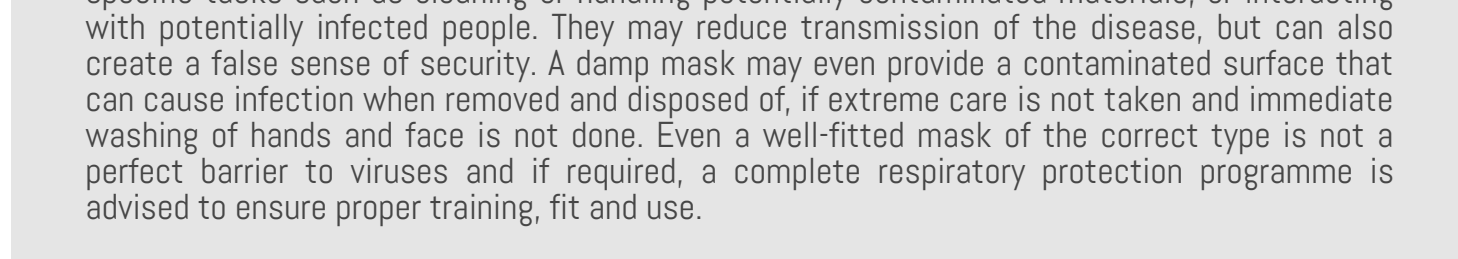 specific tasks such as cleaning or handling potentially contaminated materials, or interacting
with potentially infected people. They may reduce transmission of the disease, but can also
create a false sense of security. A damp mask may even provide a contaminated surface that
can cause infection when removed and disposed of, if extreme care is not taken and immediate
washing of hands and face is not done. Even a well-fitted mask of the correct type is not a
perfect barrier to viruses and if required, a complete respiratory protection programme is
advised to ensure proper training, fit and use.